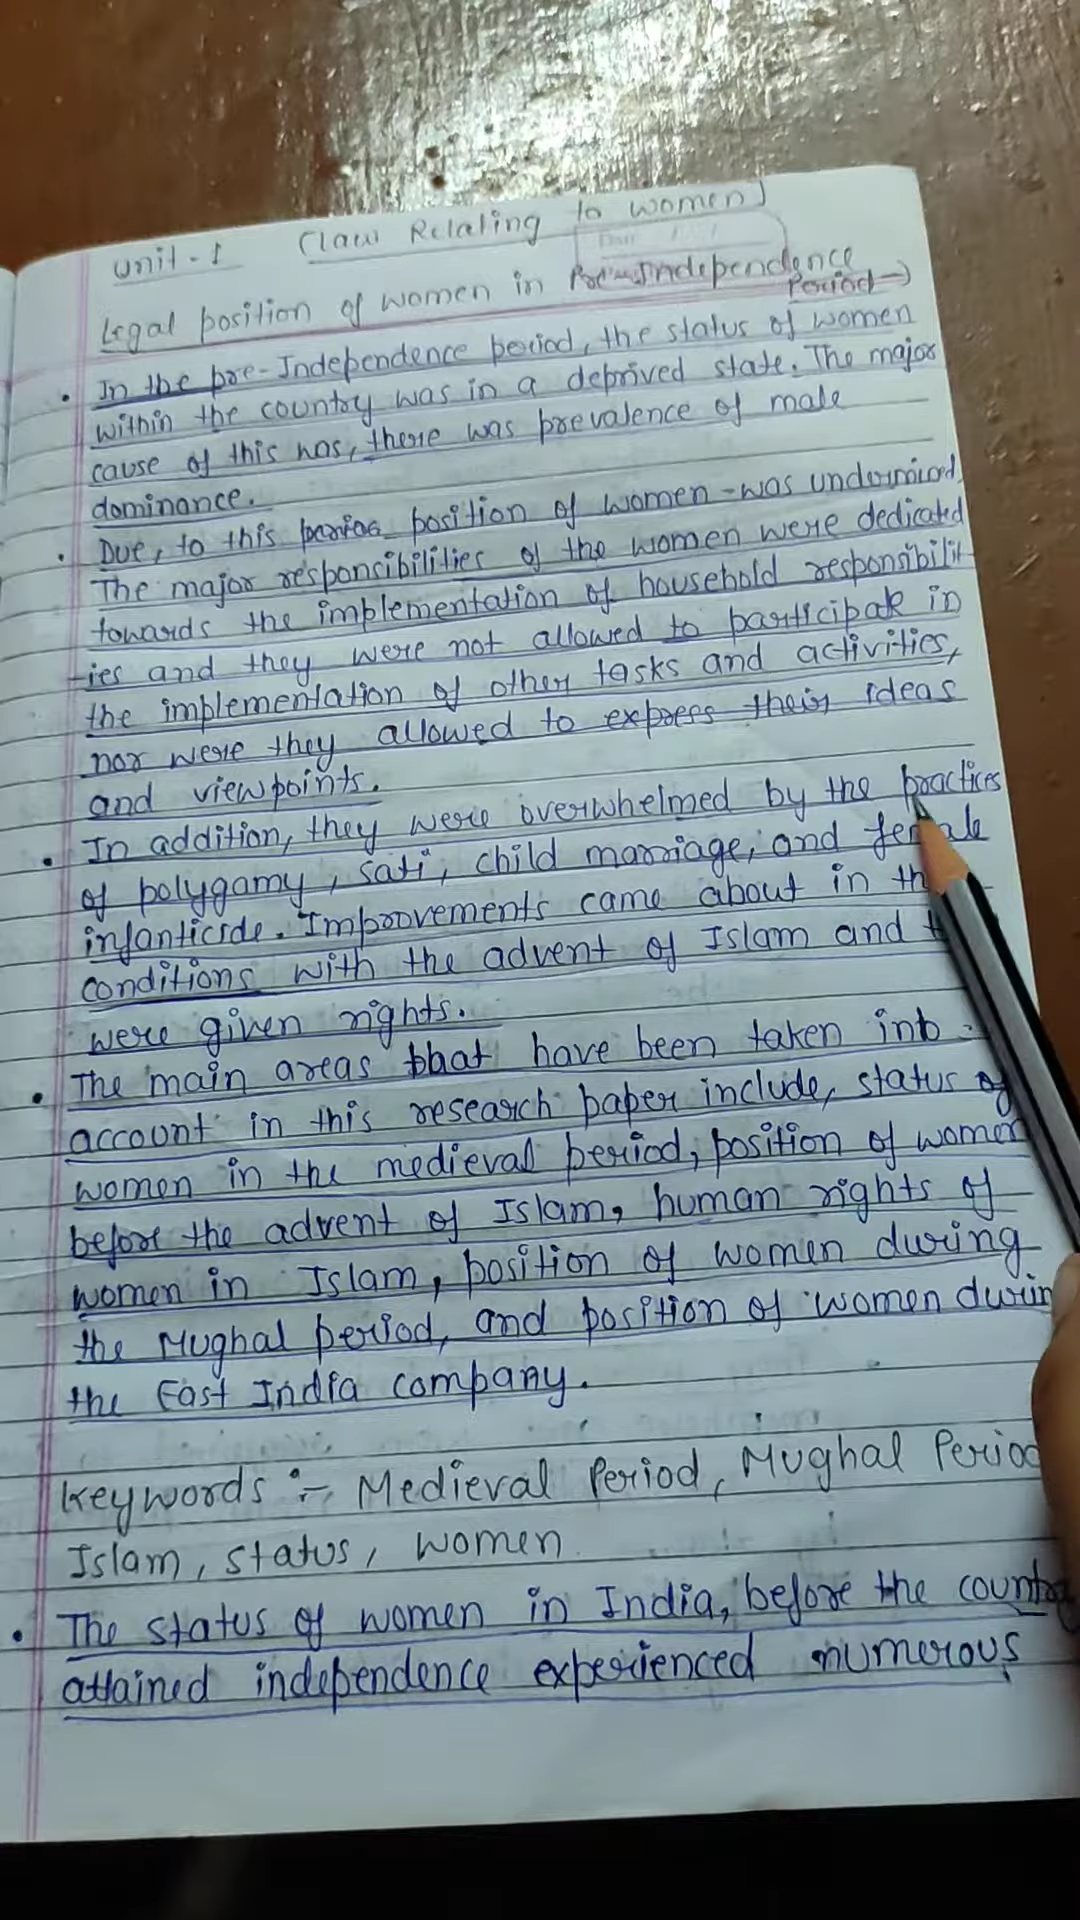 Unit-1 (Law Relating to women)
Legal position of women in Pre-Independence
Period→)
• In the pre-Independence period, the status of women
within the country was in a deprived state. The major
cause of this was, there was prevalence of male
dominance.
• Due, to this position of women-was undermined.
The major responsibilities of the women were dedicated
towards the implementation of household responsibilit
-ies and they were not allowed to participate in
the implementation of other tasks and activities,
nor were they allowed to express their ideas
and viewpoints.
• In addition, they were overwhelmed by the practices
of polygamy, sati, child marriage, and female
infanticide. Improvements came about in
conditions with the advent of Islam and
were given rights.
• The main areas that have been taken into
account in this research paper include, status of
women in the medieval period, position of women
before the advent of Islam, human rights of
women in Islam, position of women during
the Mughal period, and position of women durin
the East India company.
Keywords :- Medieval Period, Mughal Period
Islam, status, women
• The status of women in India, before the country
attained independence experienced numerous